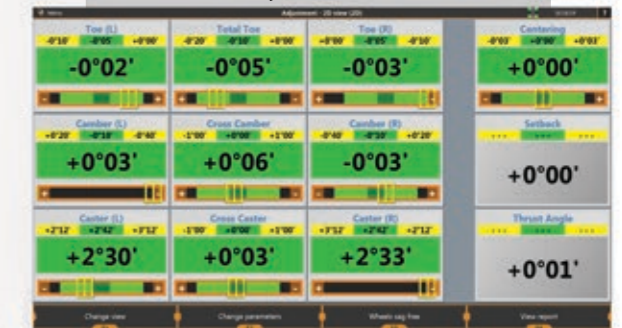 Menu Adjustment - 2D view (20)
Toe (L) Total Toe Toe (R) Centering
-0°10' -0°05' +0°00' -0°20' -0°10' +0°00' +0°00' -0°05' -0°10' -0°03' +0°00' +0°03'
-0°02' -0°05' -0°03' +0°00'
Camber (L) Cross Camber Camber (R) Setback
+0°20' -0°10' -0°40' -1°00' +0°00' +1°00' -0°40' -0°10' +0°20' --- --- ---
+0°03' +0°06' -0°03' +0°00'
Caster (L) Cross Caster Caster (R) Thrust Angle
+2°12' +2°42' +3°12' -1°00' +0°00' +1°00' +3°12' +2°42' +2°12' --- --- ---
+2°30' +0°03' +2°33' +0°01'
Change view Change parameters Wheels sag free View report